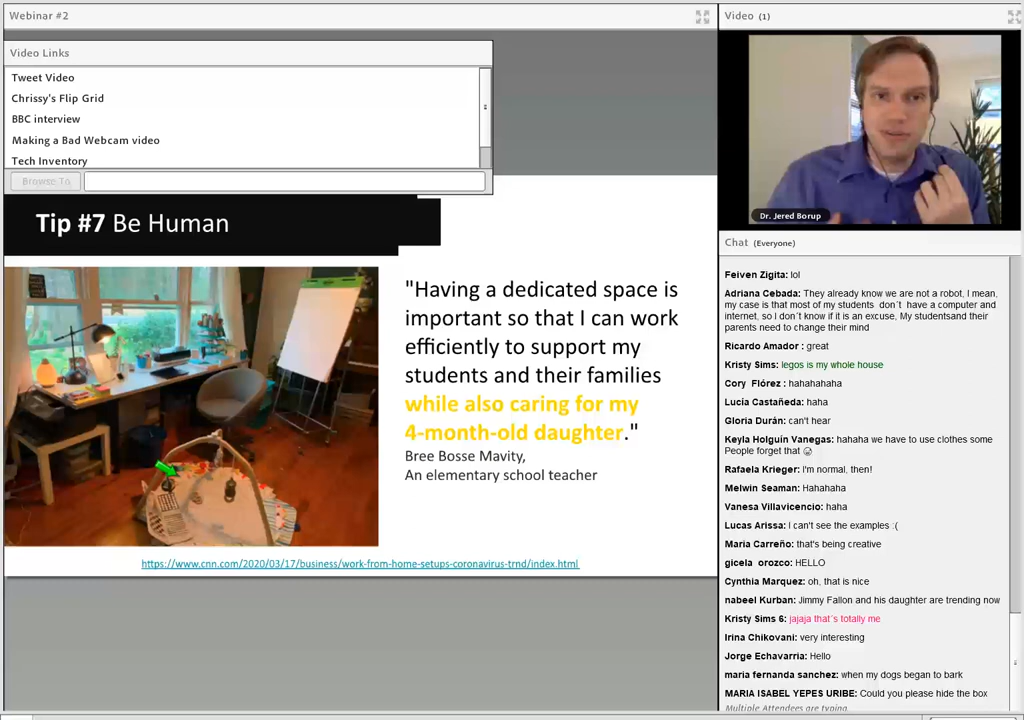 Webinar #2
Video Links
Tweet Video
Chrissy's Flip Grid
BBC interview
Making a Bad Webcam video
Tech Inventory
Browse To
Tip #7 Be Human
"Having a dedicated space is
important so that I can work
efficiently to support my
students and their families
while also caring for my
4-month-old daughter."
Bree Bosse Mavity,
An elementary school teacher
https://www.cnn.com/2020/03/17/business/work-from-home-setups-coronavirus-trnd/index.html
Video (1)
Dr. Jered Borup
Chat (Everyone)
Feiven Zigita: lol
Adriana Cebada: They already know we are not a robot, I mean,
my case is that most of my students don´t have a computer and
internet, so I don´t know if it is an excuse, My studentsand their
parents need to change their mind
Ricardo Amador : great
Kristy Sims: legos is my whole house
Cory Flórez : hahahahaha
Lucía Castañeda: haha
Gloria Durán: can't hear
Keyla Holguín Vanegas: hahaha we have to use clothes some
People forget that
Rafaela Krieger: I'm normal, then!
Melwin Seaman: Hahahaha
Vanesa Villavicencio: haha
Lucas Arissa: I can't see the examples :(
Maria Carreño: that's being creative
gicela orozco: HELLO
Cynthia Marquez: oh, that is nice
nabeel Kurban: Jimmy Fallon and his daughter are trending now
Kristy Sims 6: jajaja that´s totally me
Irina Chikovani: very interesting
Jorge Echavarria: Hello
maria fernanda sanchez: when my dogs began to bark
MARIA ISABEL YEPES URIBE: Could you please hide the box
Multiple Attendees are typing.